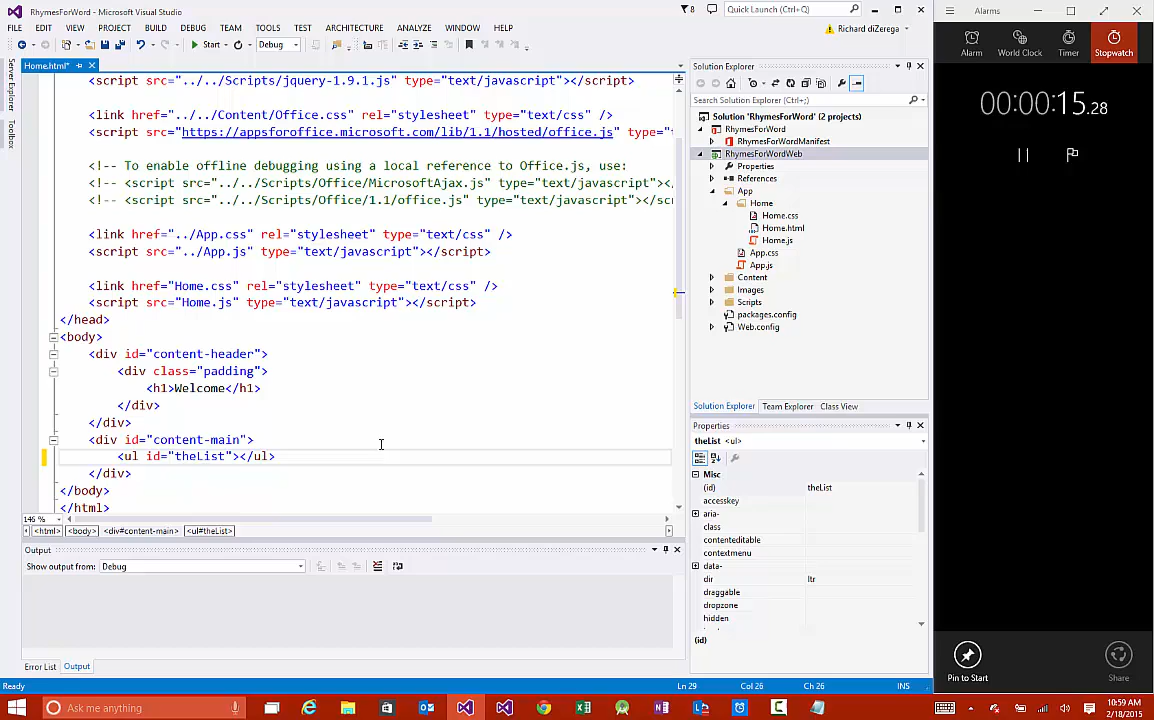 RhymesForWord - Microsoft Visual Studio
8
Quick Launch (Ctrl+Q)
FILE EDIT VIEW PROJECT BUILD DEBUG TEAM TOOLS TEST ARCHITECTURE ANALYZE WINDOW HELP
Richard diZerega
Start
Debug
Server Explorer
Toolbox
Home.html*
<script src="../../Scripts/jquery-1.9.1.js" type="text/javascript"></script>
<link href="../../Content/Office.css" rel="stylesheet" type="text/css" />
<script src="https://appsforoffice.microsoft.com/lib/1.1/hosted/office.js" type="t
<!-- To enable offline debugging using a local reference to Office.js, use:
<!-- <script src="../../Scripts/Office/MicrosoftAjax.js" type="text/javascript"></
<!-- <script src="../../Scripts/Office/1.1/office.js" type="text/javascript"></scr
<link href="../App.css" rel="stylesheet" type="text/css" />
<script src="../App.js" type="text/javascript"></script>
<link href="Home.css" rel="stylesheet" type="text/css" />
<script src="Home.js" type="text/javascript"></script>
</head>
<body>
<div id="content-header">
<div class="padding">
<h1>Welcome</h1>
</div>
</div>
<div id="content-main">
<ul id="theList"></ul>
</div>
</body>
</html>
146 %
<html> <body> <div#content-main> <ul#theList>
Output
Show output from: Debug
Error List Output
Ready
Ln 29 Col 26 Ch 26 INS
Solution Explorer
Search Solution Explorer (Ctrl+;)
Solution 'RhymesForWord' (2 projects)
RhymesForWord
RhymesForWordManifest
RhymesForWordWeb
Properties
References
App
Home
Home.css
Home.html
Home.js
App.css
App.js
Content
Images
Scripts
packages.config
Web.config
Solution Explorer Team Explorer Class View
Properties
theList <ul>
Misc
(id) theList
accesskey
aria-
class
contenteditable
contextmenu
data-
dir ltr
draggable
dropzone
hidden
(id)
Alarms
Alarm World Clock Timer Stopwatch
00:00:15.28
Pin to Start
Share
Ask me anything
10:59 AM
2/18/2015